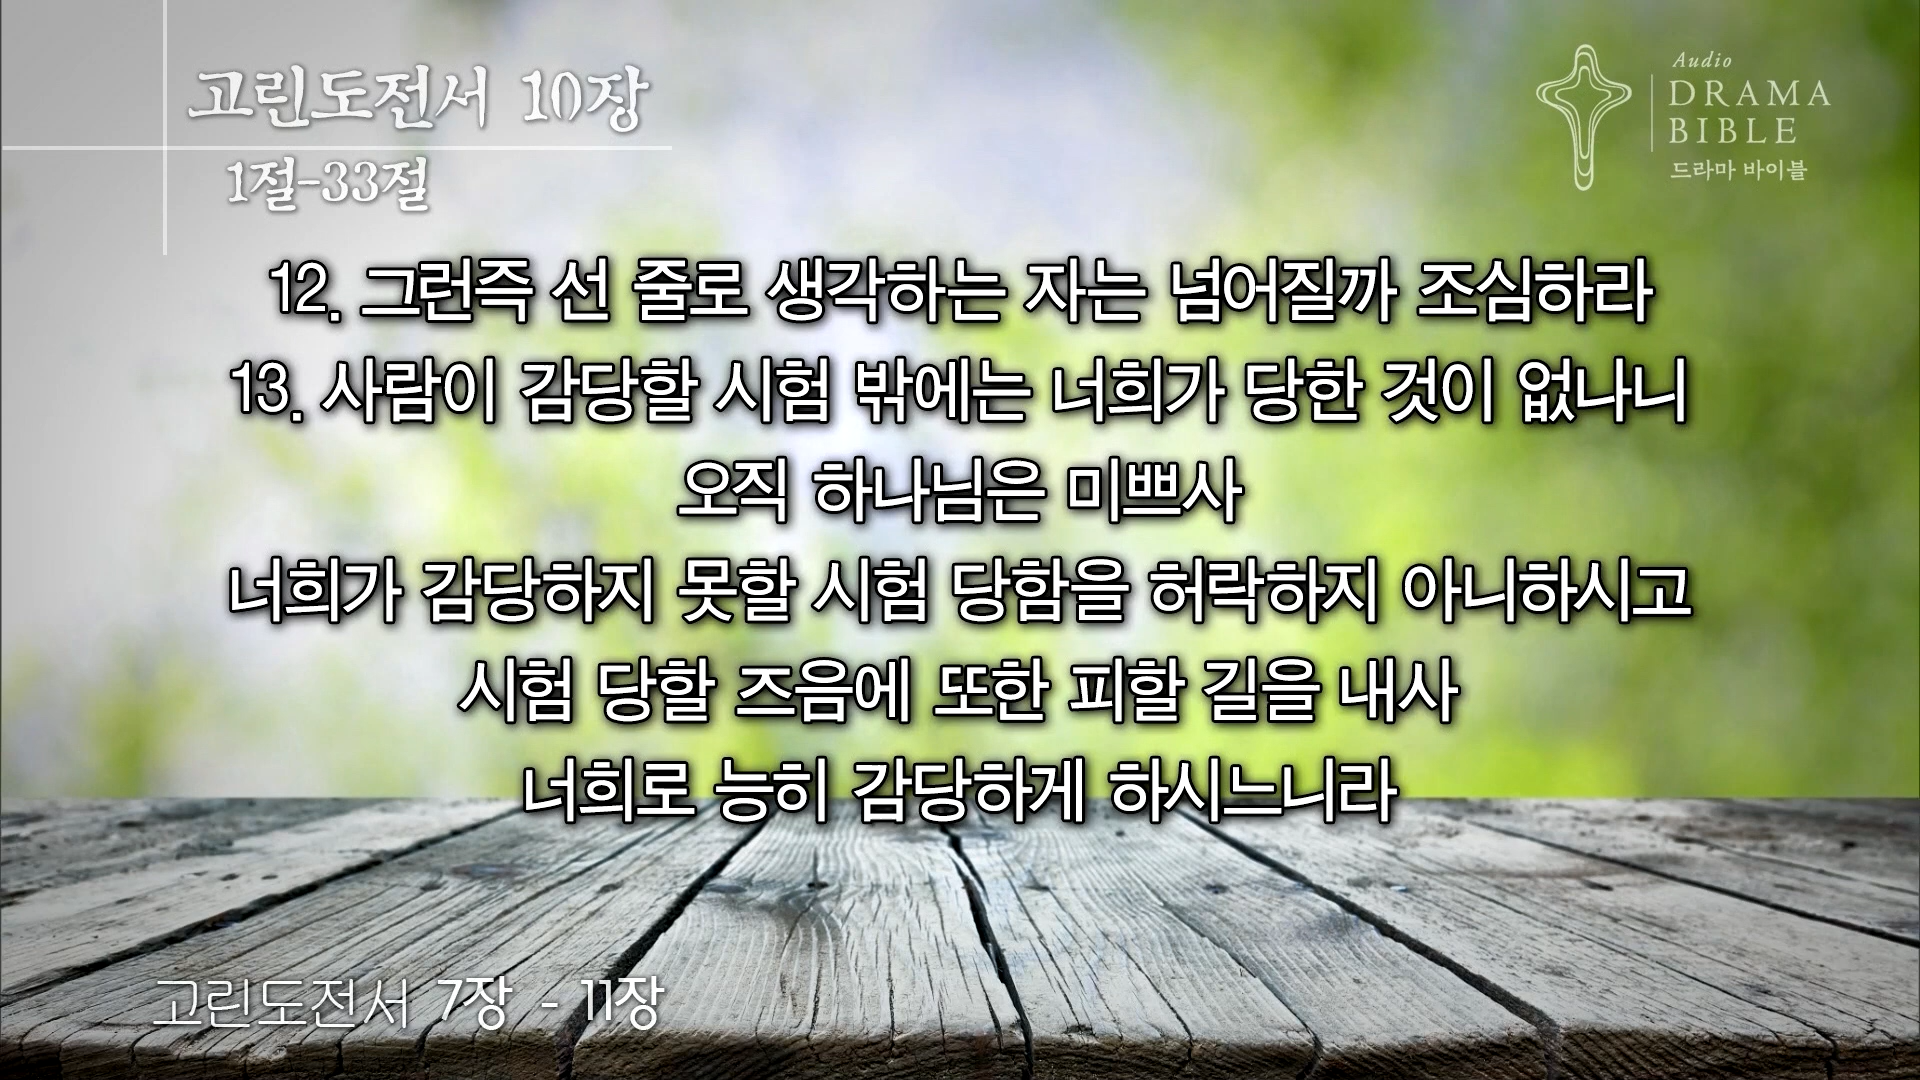 고린도전서 10장
1절-33절
Audio
DRAMA
BIBLE
드라마 바이블
12. 그런즉 선 줄로 생각하는 자는 넘어질까 조심하라
13. 사람이 감당할 시험 밖에는 너희가 당한 것이 없나니
오직 하나님은 미쁘사
너희가 감당하지 못할 시험 당함을 허락하지 아니하시고
시험 당할 즈음에 또한 피할 길을 내사
너희로 능히 감당하게 하시느니라
고린도전서 7장 - 11장